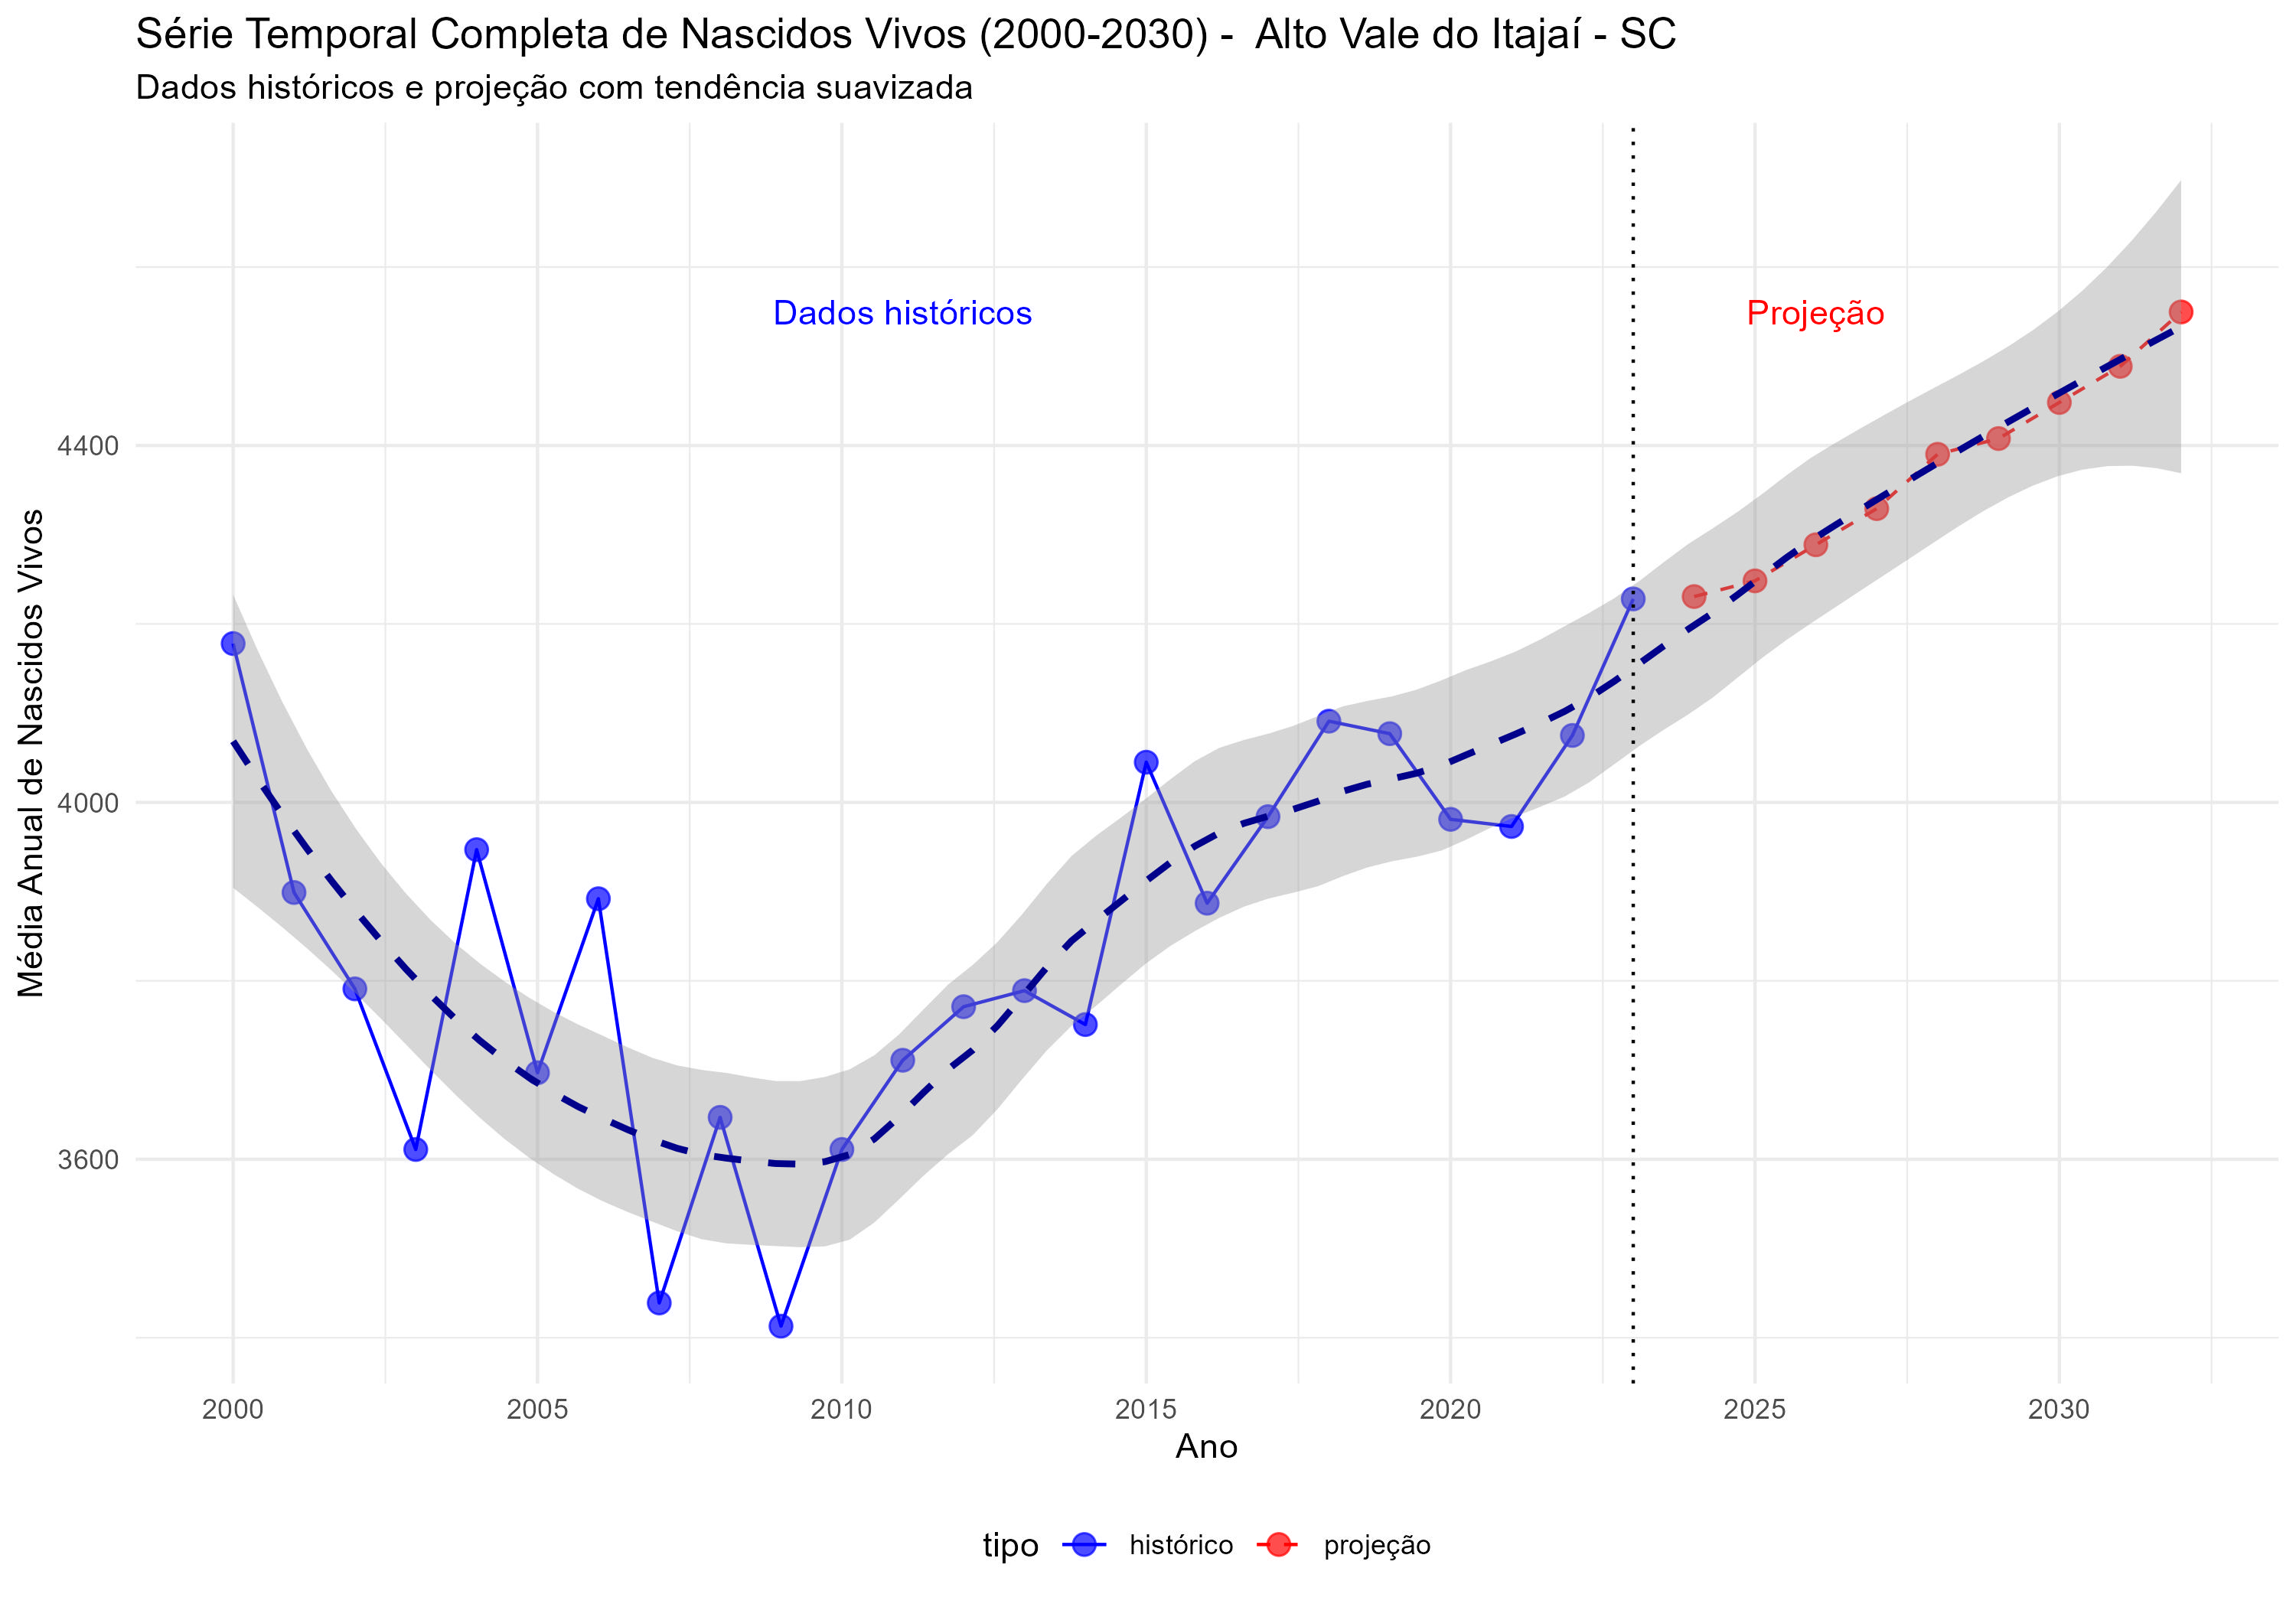 Série Temporal Completa de Nascidos Vivos (2000-2030) -  Alto Vale do Itajaí - SC
Dados históricos e projeção com tendência suavizada
Dados históricos
Projeção
Média Anual de Nascidos Vivos
4400
4000
3600
2000 2005 2010 2015 2020 2025 2030
Ano
tipo histórico projeção